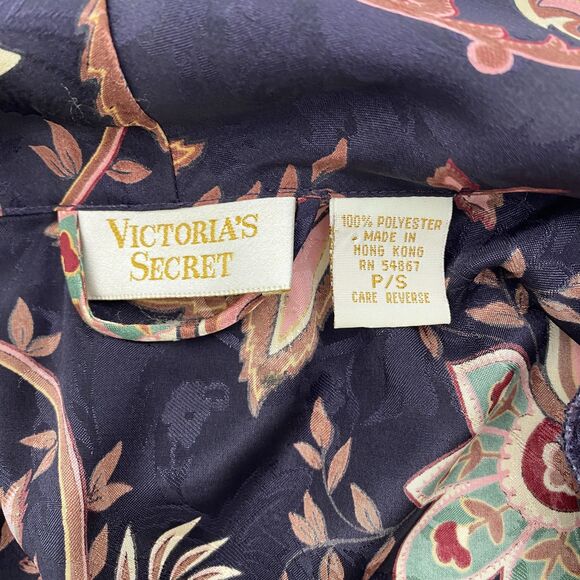 VICTORIA'S
SECRET
100% POLYESTER
MADE IN
HONG KONG
RN 54867
P/S
CARE REVERSE